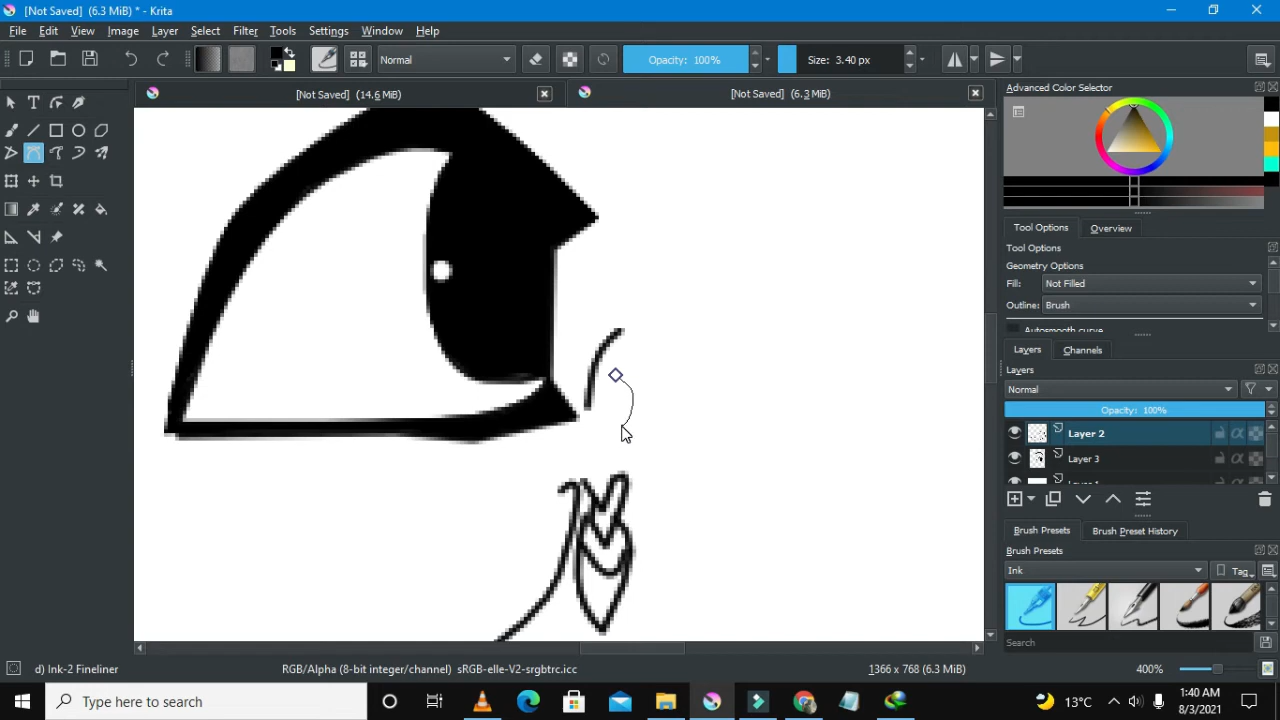 [Not Saved] (6.3 MiB) * - Krita
File Edit View Image Layer Select Filter Tools Settings Window Help
Normal Opacity: 100% Size: 3.40 px
[Not Saved] (14.6 MiB) [Not Saved] (6.3 MiB)
Advanced Color Selector
Tool Options Overview
Tool Options
Geometry Options
Fill: Not Filled
Outline: Brush
Autosmooth curve
Layers Channels
Layers
Normal
Opacity: 100%
Layer 2
Layer 3
Layer 1
Brush Presets Brush Preset History
Brush Presets
Ink Tag
Search
d) Ink-2 Fineliner RGB/Alpha (8-bit integer/channel) sRGB-elle-V2-srgbtrc.icc 1366 x 768 (6.3 MiB) 400%
Type here to search 13°C 1:40 AM
8/3/2021